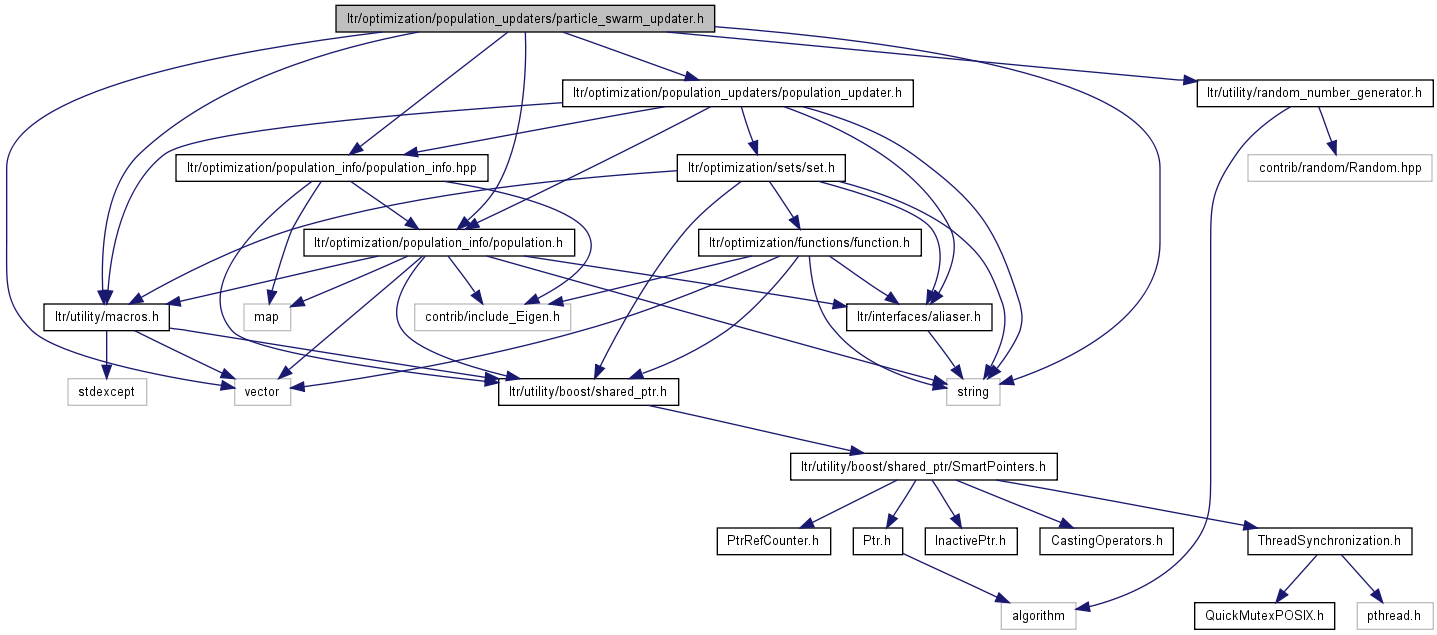 ltr/optimization/population_updaters/particle_swarm_updater.h
ltr/optimization/population_updaters/population_updater.h
ltr/utility/random_number_generator.h
ltr/optimization/population_info/population_info.hpp
ltr/optimization/sets/set.h
contrib/random/Random.hpp
ltr/optimization/population_info/population.h
ltr/optimization/functions/function.h
ltr/utility/macros.h
map
contrib/include_Eigen.h
ltr/interfaces/aliaser.h
stdexcept
vector
ltr/utility/boost/shared_ptr.h
string
ltr/utility/boost/shared_ptr/SmartPointers.h
PtrRefCounter.h
Ptr.h
InactivePtr.h
CastingOperators.h
ThreadSynchronization.h
algorithm
QuickMutexPOSIX.h
pthread.h